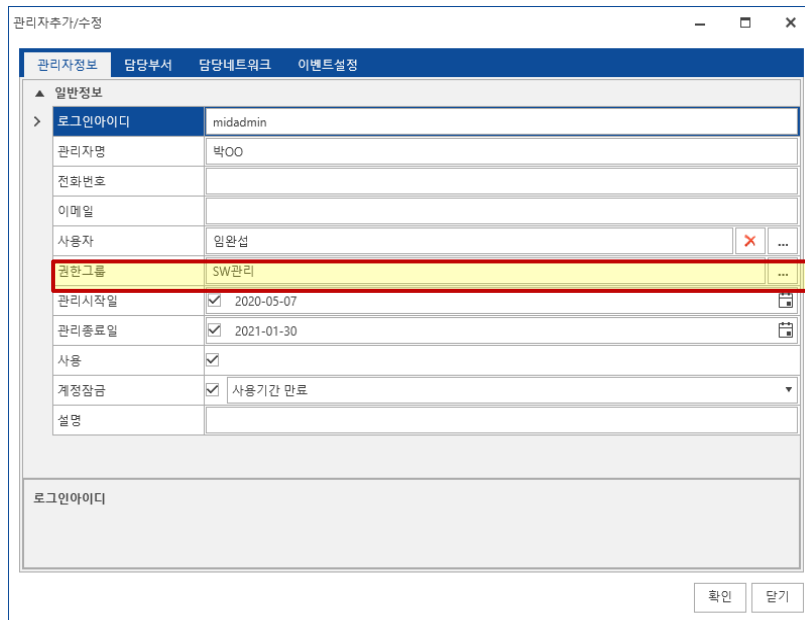 관리자추가/수정
관리자정보 담당부서 담당네트워크 이벤트설정
일반정보
로그인아이디 midadmin
관리자명 박OO
전화번호
이메일
사용자 임완섭 ...
권한그룹 SW관리 ...
관리시작일 2020-05-07
관리종료일 2021-01-30
사용
계정잠금 사용기간 만료
설명
로그인아이디
확인 닫기